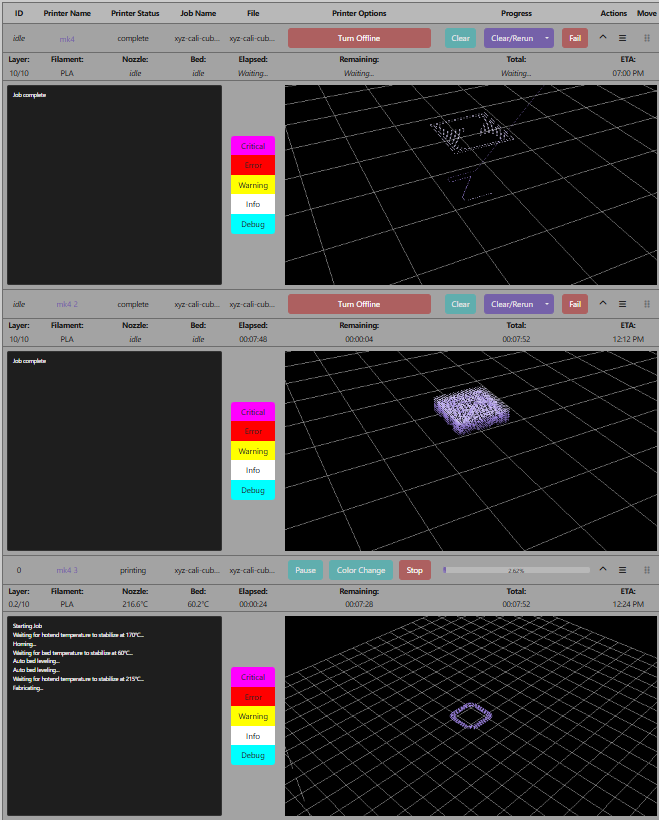 ID Printer Name Printer Status Job Name File Printer Options Progress Actions Move
idle mk4 complete xyz-cali-cub... xyz-cali-cub... Turn Offline Clear Clear/Rerun Fail
Layer: Filament: Nozzle: Bed: Elapsed: Remaining: Total: ETA:
10/10 PLA idle idle Waiting... Waiting... Waiting... 07:00 PM
Job complete
Critical
Error
Warning
Info
Debug
idle mk4 2 complete xyz-cali-cub... xyz-cali-cub... Turn Offline Clear Clear/Rerun Fail
Layer: Filament: Nozzle: Bed: Elapsed: Remaining: Total: ETA:
10/10 PLA idle idle 00:07:48 00:00:04 00:07:52 12:12 PM
Job complete
Critical
Error
Warning
Info
Debug
0 mk4 3 printing xyz-cali-cub... xyz-cali-cub... Pause Color Change Stop 2.62%
Layer: Filament: Nozzle: Bed: Elapsed: Remaining: Total: ETA:
0.2/10 PLA 216.6°C 60.2°C 00:00:24 00:07:28 00:07:52 12:24 PM
Starting Job
Waiting for hotend temperature to stabilize at 170°C...
Homing...
Waiting for bed temperature to stabilize at 60°C...
Auto bed leveling...
Auto bed leveling...
Waiting for hotend temperature to stabilize at 215°C...
Fabricating...
Critical
Error
Warning
Info
Debug